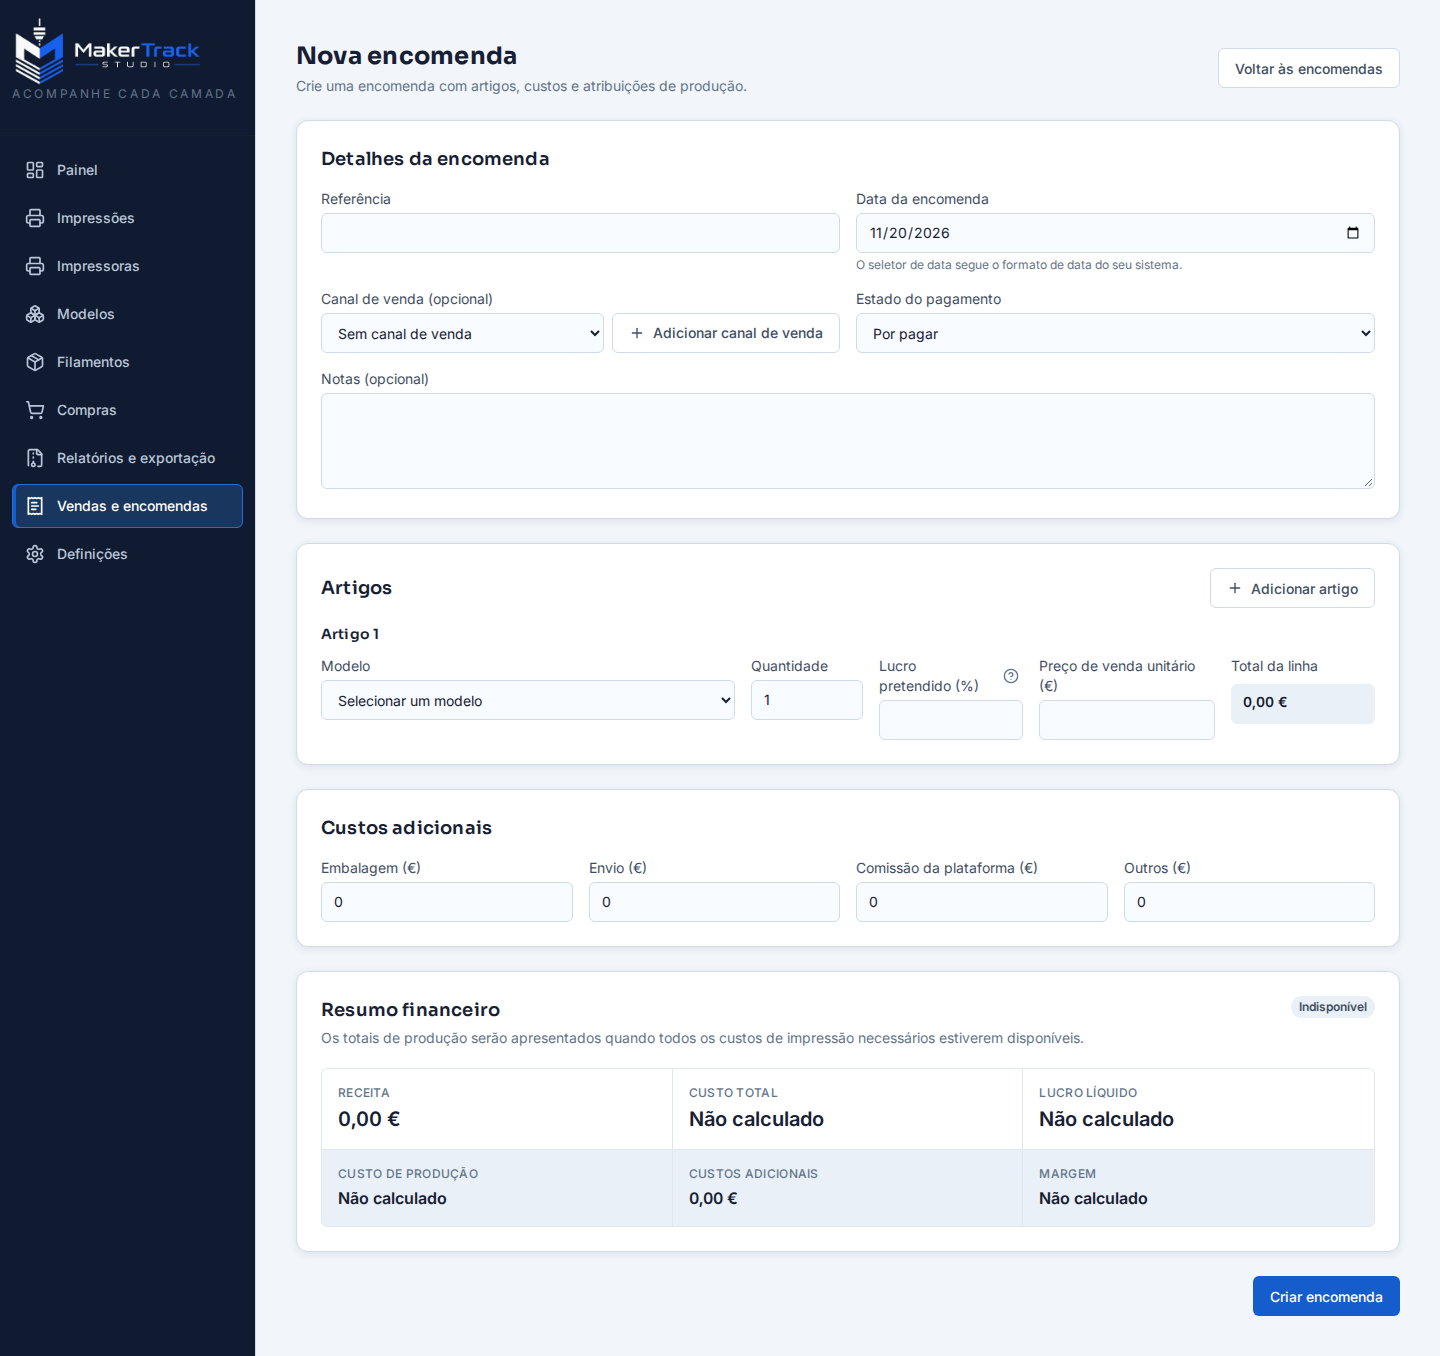 MakerTrack
STUDIO
ACOMPANHE CADA CAMADA
Painel
Impressões
Impressoras
Modelos
Filamentos
Compras
Relatórios e exportação
Vendas e encomendas
Definições
Nova encomenda
Crie uma encomenda com artigos, custos e atribuições de produção.
Voltar às encomendas
Detalhes da encomenda
Referência
Data da encomenda
11/20/2026
O seletor de data segue o formato de data do seu sistema.
Canal de venda (opcional)
Estado do pagamento
Sem canal de venda
Adicionar canal de venda
Por pagar
Notas (opcional)
Artigos
Adicionar artigo
Artigo 1
Modelo
Selecionar um modelo
Quantidade
1
Lucro
pretendido (%)
Preço de venda unitário
(€)
Total da linha
0,00 €
Custos adicionais
Embalagem (€)
Envio (€)
Comissão da plataforma (€)
Outros (€)
0
0
0
0
Resumo financeiro
Indisponível
Os totais de produção serão apresentados quando todos os custos de impressão necessários estiverem disponíveis.
RECEITA
0,00 €
CUSTO TOTAL
Não calculado
LUCRO LÍQUIDO
Não calculado
CUSTO DE PRODUÇÃO
Não calculado
CUSTOS ADICIONAIS
0,00 €
MARGEM
Não calculado
Criar encomenda